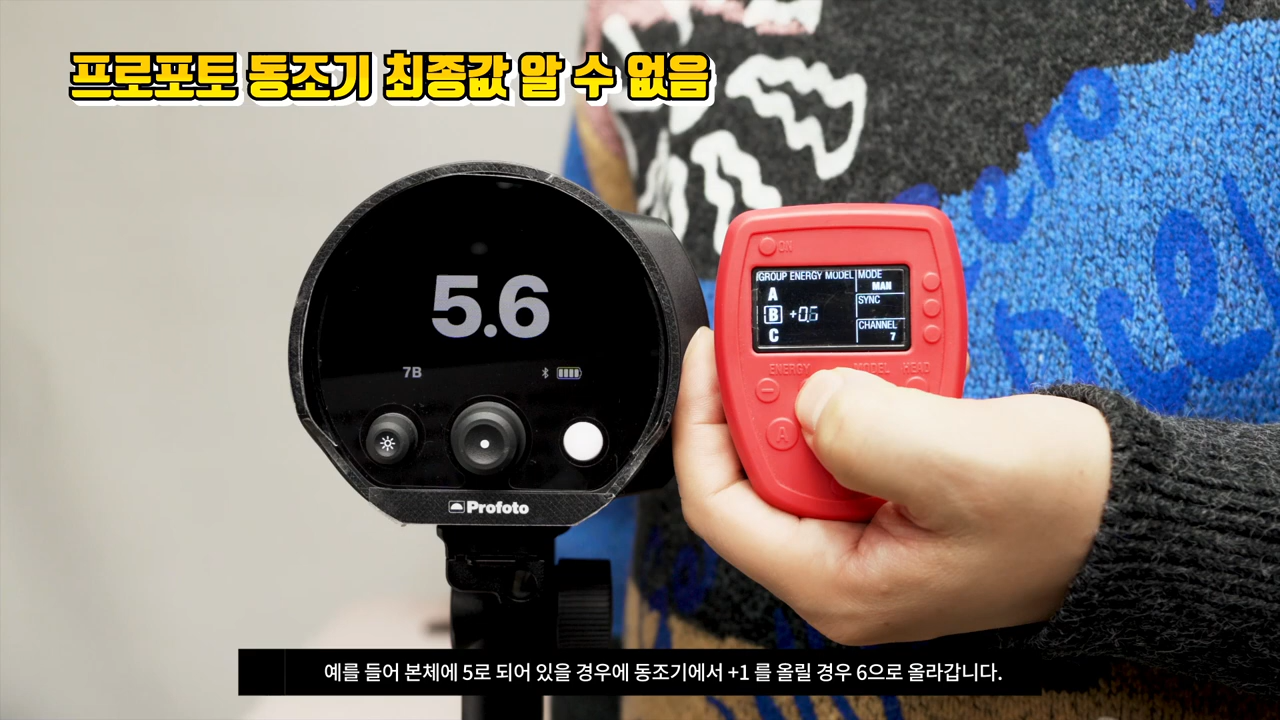 프로포토 동조기 최종값 알 수 없음
ero
ON
GROUP ENERGY MODEL MODE
A MAN
B +0.6 SYNC
C CHANNEL
7
ENERGY MODEL HEAD
A
5.6
7B
Profoto
예를 들어 본체에 5로 되어 있을 경우에 동조기에서 +1 를 올릴 경우 6으로 올라갑니다.